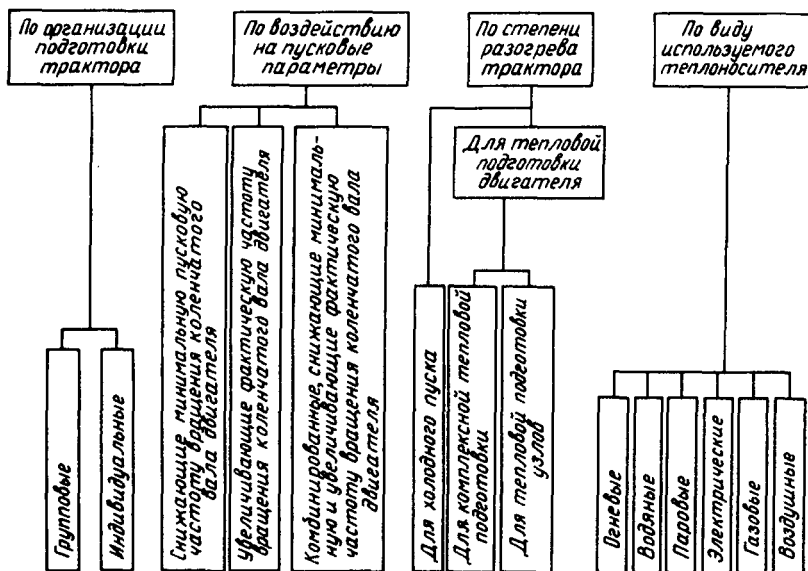 По организации
подготовки
трактора
По воздействию
на пусковые
параметры
По степени
разогрева
трактора
По виду
используемого
теплоносителя
Для тепловой
подготовки
двигателя
Групповые
Индивидуальные
Снижающие минимальную пусковую
частоту вращения коленчатого
вала двигателя
Увеличивающие фактическую частоту
вращения коленчатого вала двигателя
Комбинированные, снижающие минималь-
ную и увеличивающие фактическую
частоту вращения коленчатого вала
двигателя
Для холодного пуска
Для комплексной тепловой
подготовки
Для тепловой подготовки
узлов
Огневые
Водяные
Паровые
Электрические
Газовые
Воздушные